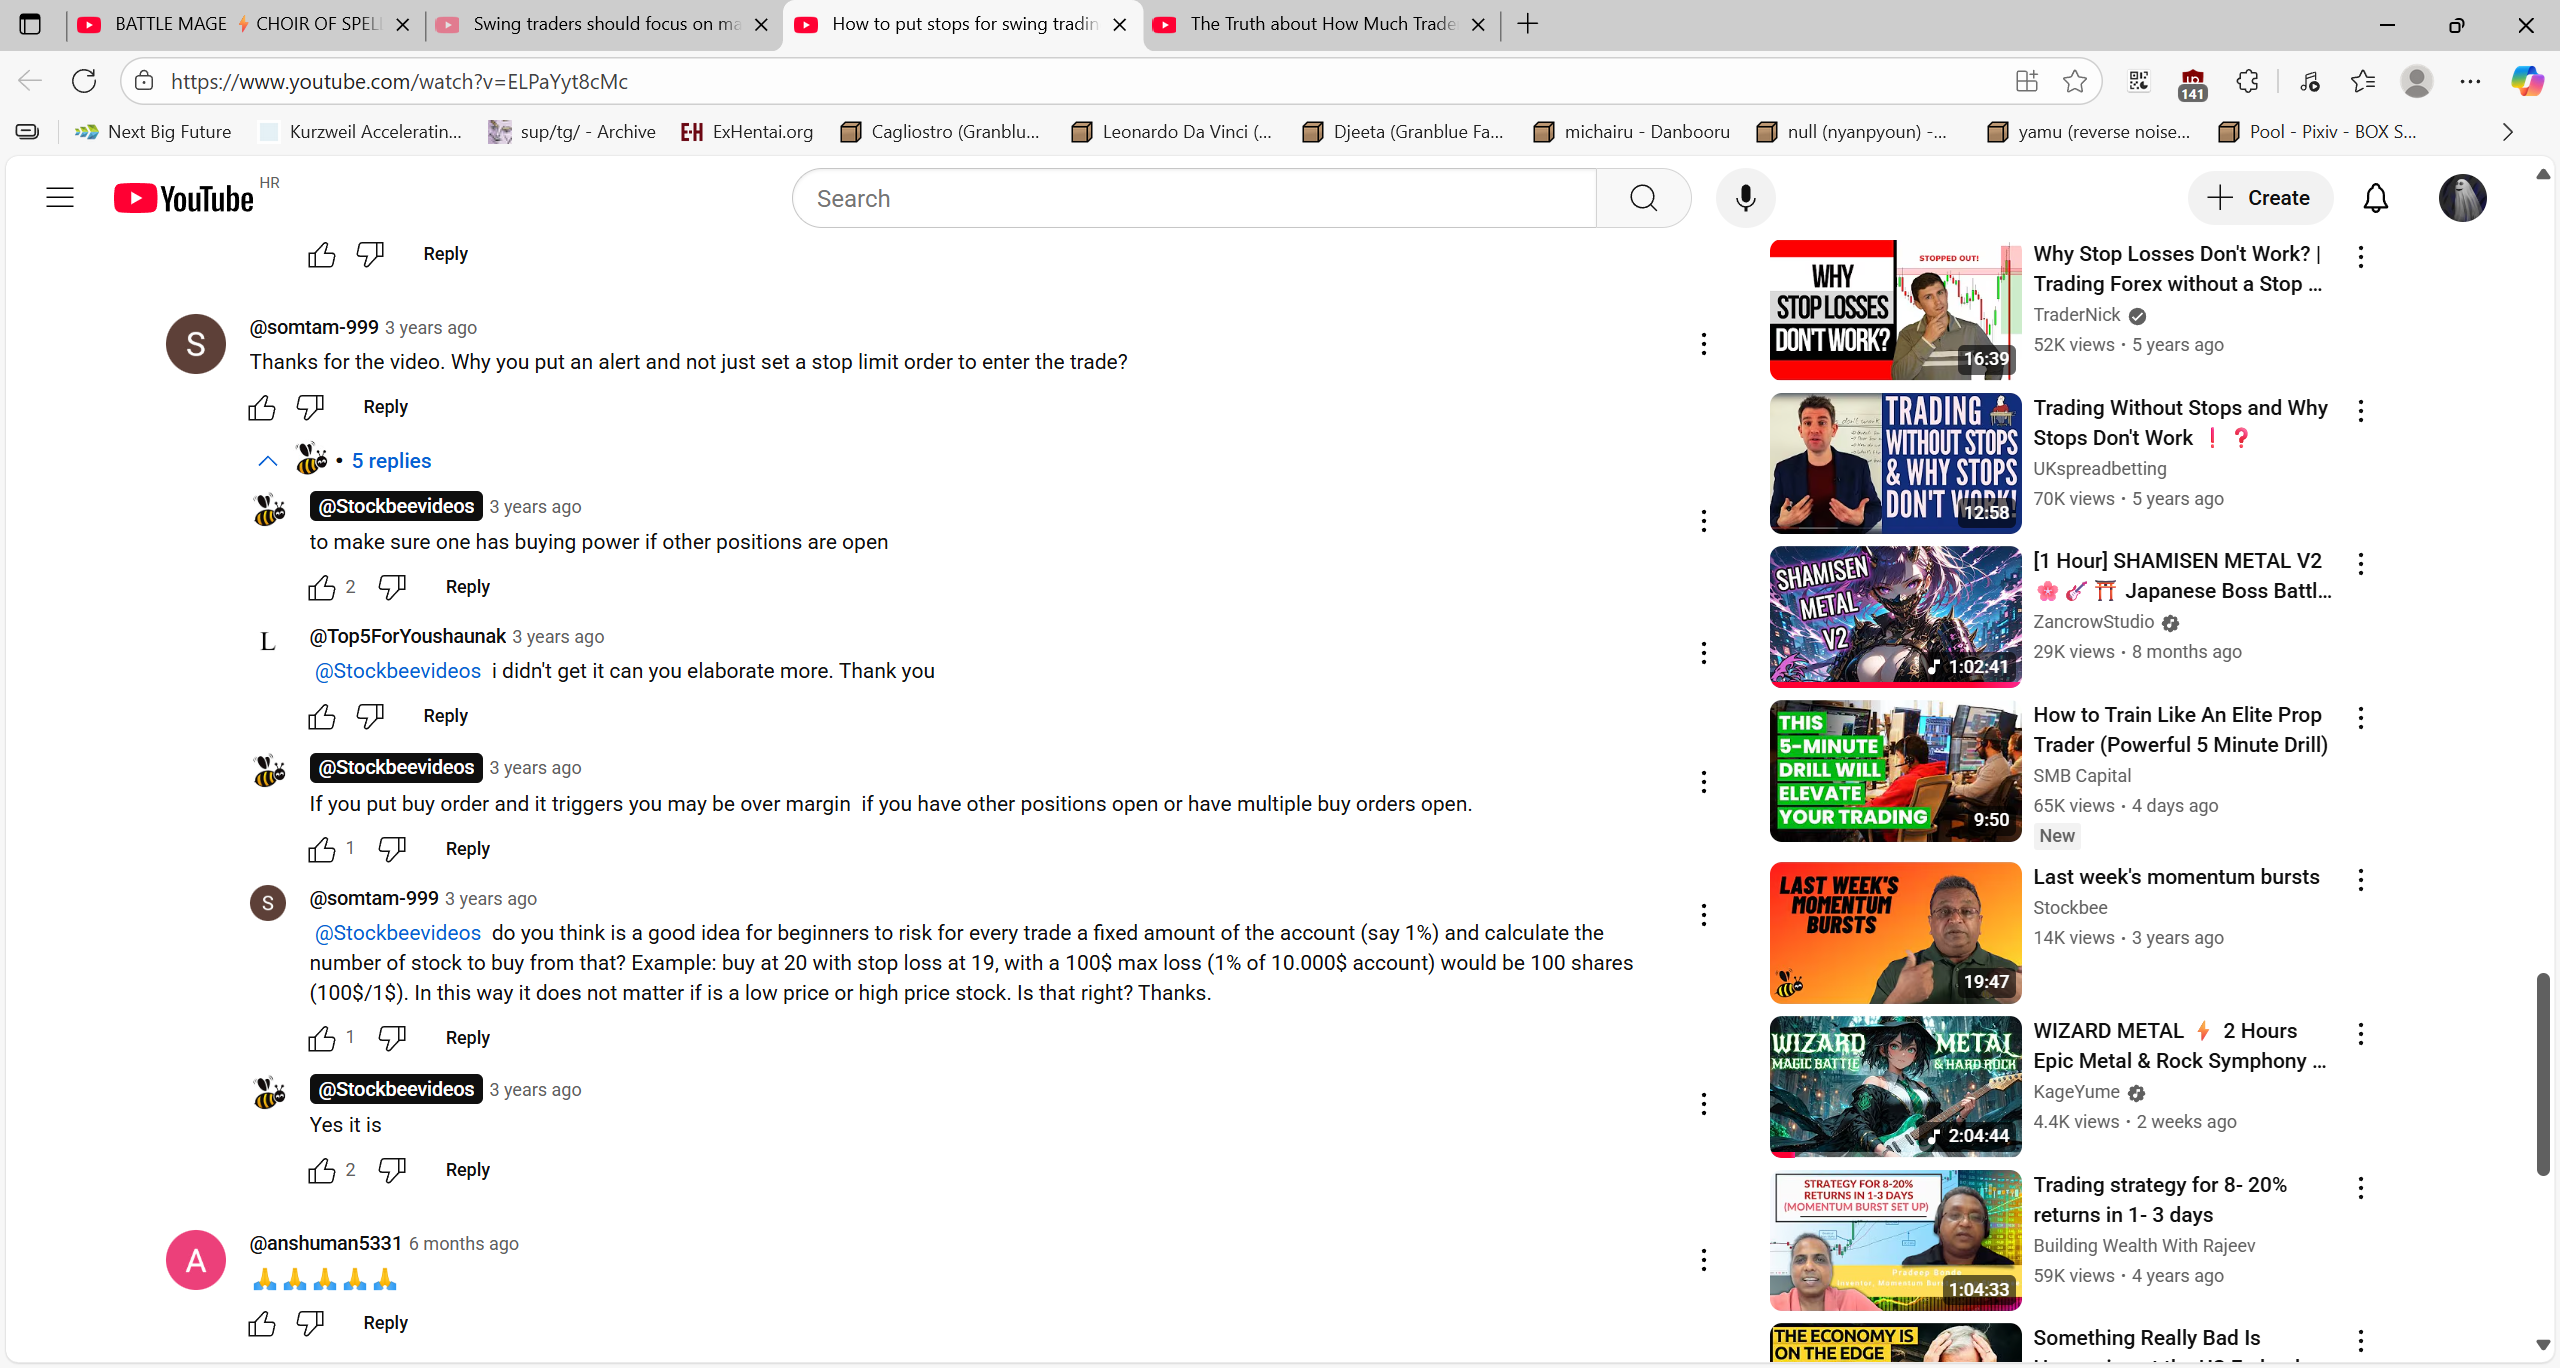 BATTLE MAGE ⚡ CHOIR OF SPEL
Swing traders should focus on ma
How to put stops for swing tradin
The Truth about How Much Trade
https://www.youtube.com/watch?v=ELPaYyt8cMc
141
Next Big Future
Kurzweil Acceleratin...
sup/tg/ - Archive
E-H ExHentai.org
Cagliostro (Granblu...
Leonardo Da Vinci (...
Djeeta (Granblue Fa...
michairu - Danbooru
null (nyanpyoun) -...
yamu (reverse noise...
Pool - Pixiv - BOX S...
YouTube HR
Search
Create
Reply
S
@somtam-999 3 years ago
Thanks for the video. Why you put an alert and not just set a stop limit order to enter the trade?
Reply
• 5 replies
@Stockbeevideos 3 years ago
to make sure one has buying power if other positions are open
2 Reply
L
@Top5ForYoushaunak 3 years ago
@Stockbeevideos i didn't get it can you elaborate more. Thank you
Reply
@Stockbeevideos 3 years ago
If you put buy order and it triggers you may be over margin if you have other positions open or have multiple buy orders open.
1 Reply
S
@somtam-999 3 years ago
@Stockbeevideos do you think is a good idea for beginners to risk for every trade a fixed amount of the account (say 1%) and calculate the
number of stock to buy from that? Example: buy at 20 with stop loss at 19, with a 100$ max loss (1% of 10.000$ account) would be 100 shares
(100$/1$). In this way it does not matter if is a low price or high price stock. Is that right? Thanks.
1 Reply
@Stockbeevideos 3 years ago
Yes it is
2 Reply
A
@anshuman5331 6 months ago
🙏🙏🙏🙏🙏
Reply
WHY
STOP LOSSES
DON'T WORK?
STOPPED OUT!
16:39
Why Stop Losses Don't Work? |
Trading Forex without a Stop ...
TraderNick
52K views • 5 years ago
TRADING
WITHOUT STOPS
& WHY STOPS
DON'T WORK!
12:58
Trading Without Stops and Why
Stops Don't Work ❗ ❓
UKspreadbetting
70K views • 5 years ago
SHAMISEN
METAL
V2
1:02:41
[1 Hour] SHAMISEN METAL V2
🌸 🎸 ⛩️ Japanese Boss Battl...
ZancrowStudio
29K views • 8 months ago
THIS
5-MINUTE
DRILL WILL
ELEVATE
YOUR TRADING
9:50
How to Train Like An Elite Prop
Trader (Powerful 5 Minute Drill)
SMB Capital
65K views • 4 days ago
New
LAST WEEK'S
MOMENTUM
BURSTS
19:47
Last week's momentum bursts
Stockbee
14K views • 3 years ago
WIZARD METAL
MAGIC BATTLE & HARD ROCK
2:04:44
WIZARD METAL ⚡ 2 Hours
Epic Metal & Rock Symphony ...
KageYume
4.4K views • 2 weeks ago
STRATEGY FOR 8-20%
RETURNS IN 1-3 DAYS
(MOMENTUM BURST SET UP)
Pradeep Bonde
Inventor, Momentum Bur
1:04:33
Trading strategy for 8- 20%
returns in 1- 3 days
Building Wealth With Rajeev
59K views • 4 years ago
THE ECONOMY IS
ON THE EDGE
Something Really Bad Is